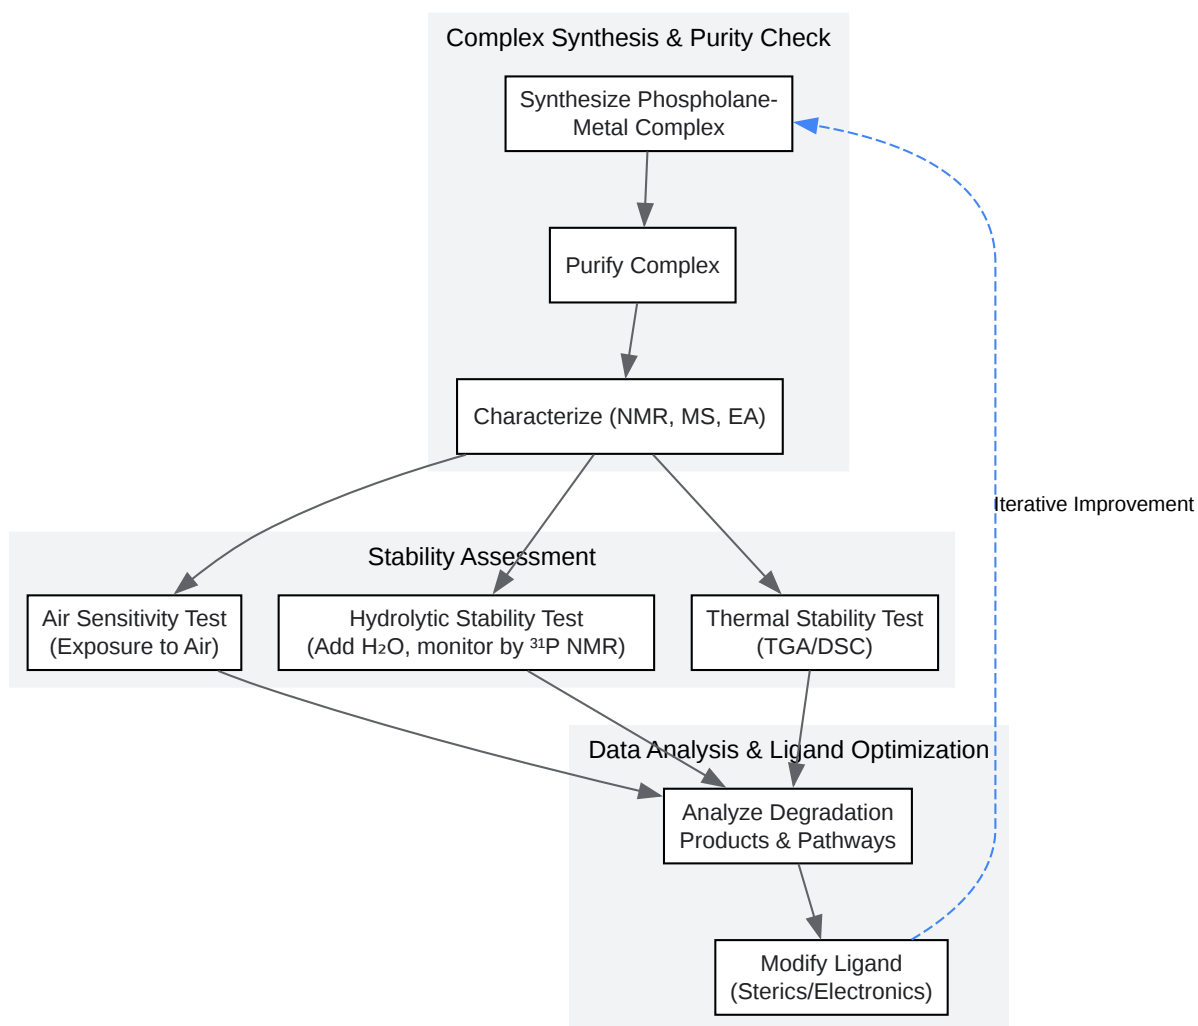 Complex Synthesis & Purity Check
Synthesize Phospholane-
Metal Complex
Purify Complex
Characterize (NMR, MS, EA)
Iterative Improvement
Stability Assessment
Air Sensitivity Test
(Exposure to Air)
Hydrolytic Stability Test
(Add H₂O, monitor by ³¹P NMR)
Thermal Stability Test
(TGA/DSC)
Data Analysis & Ligand Optimization
Analyze Degradation
Products & Pathways
Modify Ligand
(Sterics/Electronics)